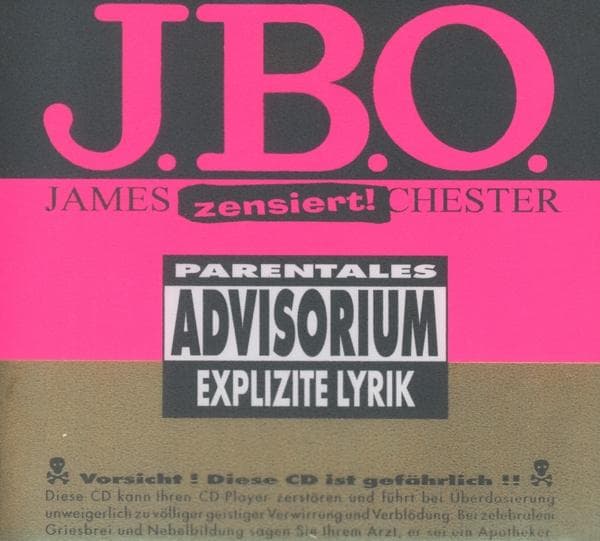 J.B.O.
JAMES zensiert! CHESTER
PARENTALES
ADVISORIUM
EXPLIZITE LYRIK
Vorsicht ! Diese CD ist gefährlich !!
Diese CD kann Ihren CD Player zerstören und führt bei Überdosierung
unweigerlich zu völliger geistiger Verwirrung und Verblödung. Bei zelebralem
Griesbrei und Nebelbildung sagen Sie Ihrem Arzt, er sei ein Apotheker.